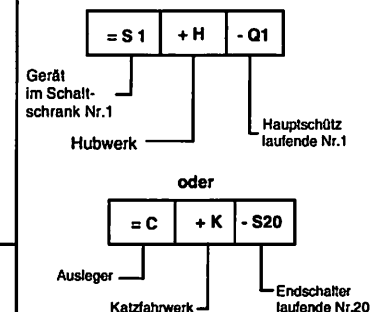 = S 1 + H - Q1
Gerät
im Schalt-
schrank Nr.1
Hauptschütz
laufende Nr.1
Hubwerk
oder
= C + K - S20
Ausleger
Endschalter
laufende Nr.20
Katzfahrwerk